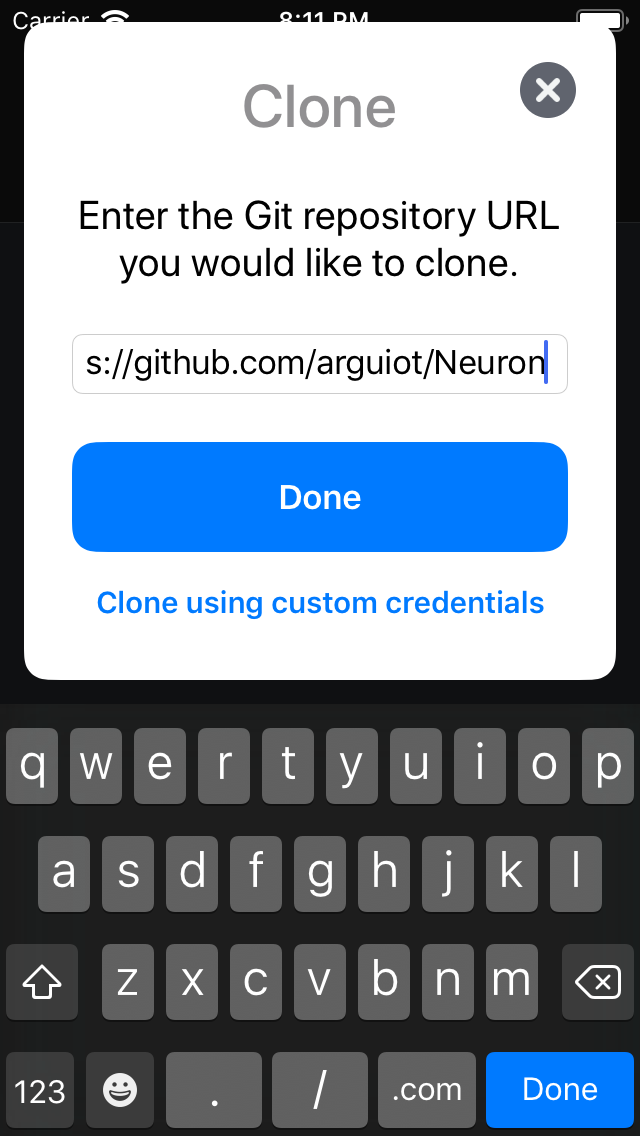 Carrier 8:11 PM
Clone
Enter the Git repository URL
you would like to clone.
s://github.com/arguiot/Neuron
Done
Clone using custom credentials
q w e r t y u i o p
a s d f g h j k l
z x c v b n m
123 . / .com Done